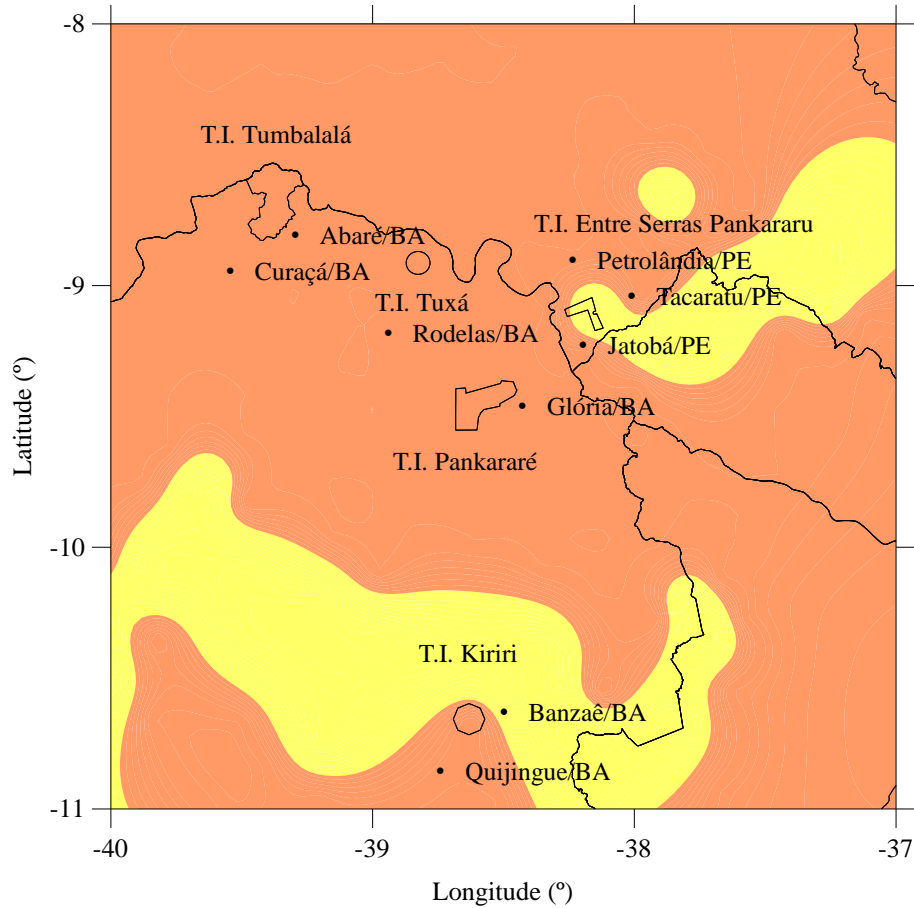 -8
T.I. Tumbalalá
T.I. Entre Serras Pankararu
Abaré/BA
Petrolândia/PE
Curaçá/BA
-9
Tacaratu/PE
T.I. Tuxá
Rodelas/BA
Jatobá/PE
Glória/BA
T.I. Pankararé
Latitude (º)
-10
T.I. Kiriri
Banzaê/BA
Quijingue/BA
-11
-40
-39
-38
-37
Longitude (º)